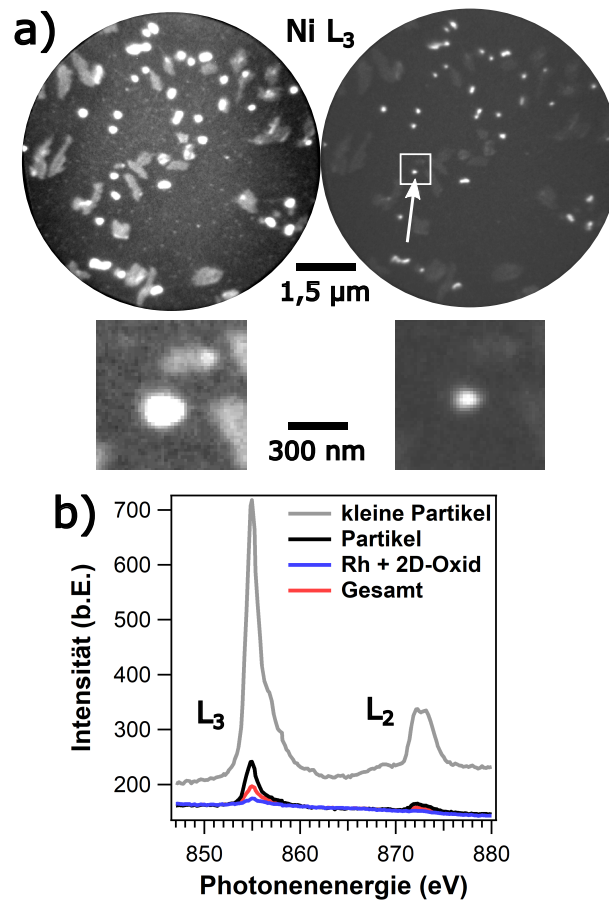 a)
Ni L₃
1,5 µm
300 nm
b)
Intensität (b.E.)
700
600
500
400
300
200
kleine Partikel
Partikel
Rh + 2D-Oxid
Gesamt
L₃
L₂
850
860
870
880
Photonenenergie (eV)